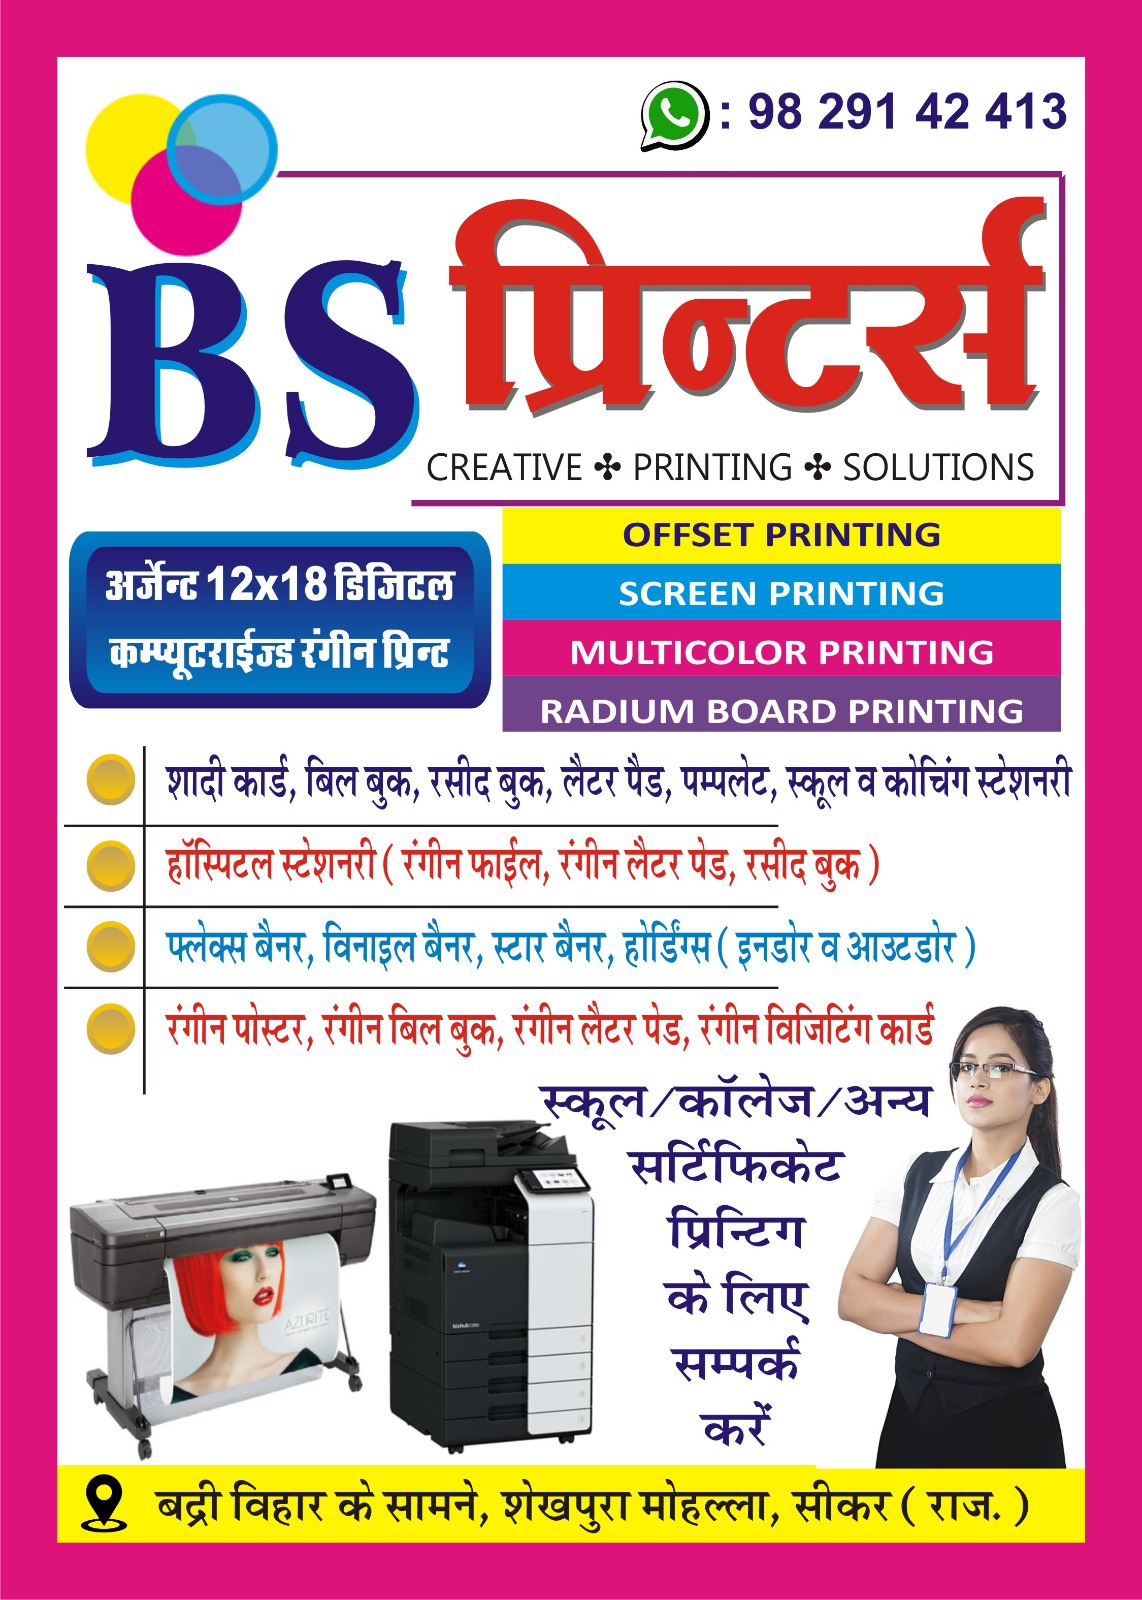 : 98 291 42 413
BS प्रिन्टर्स
CREATIVE ✤ PRINTING ✤ SOLUTIONS
अर्जेन्ट 12x18 डिजिटल
कम्प्यूटराईज्ड रंगीन प्रिन्ट
OFFSET PRINTING
SCREEN PRINTING
MULTICOLOR PRINTING
RADIUM BOARD PRINTING
शादी कार्ड, बिल बुक, रसीद बुक, लैटर पैड, पम्पलेट, स्कूल व कोचिंग स्टेशनरी
हॉस्पिटल स्टेशनरी ( रंगीन फाईल, रंगीन लैटर पेड, रसीद बुक )
फ्लेक्स बैनर, विनाइल बैनर, स्टार बैनर, होर्डिंग्स ( इनडोर व आउटडोर )
रंगीन पोस्टर, रंगीन बिल बुक, रंगीन लैटर पेड, रंगीन विजिटिंग कार्ड
स्कूल/कॉलेज/अन्य
सर्टिफिकेट
प्रिन्टिग
के लिए
सम्पर्क
करें
AZURITE
bizhub
बद्री विहार के सामने, शेखपुरा मोहल्ला, सीकर ( राज. )